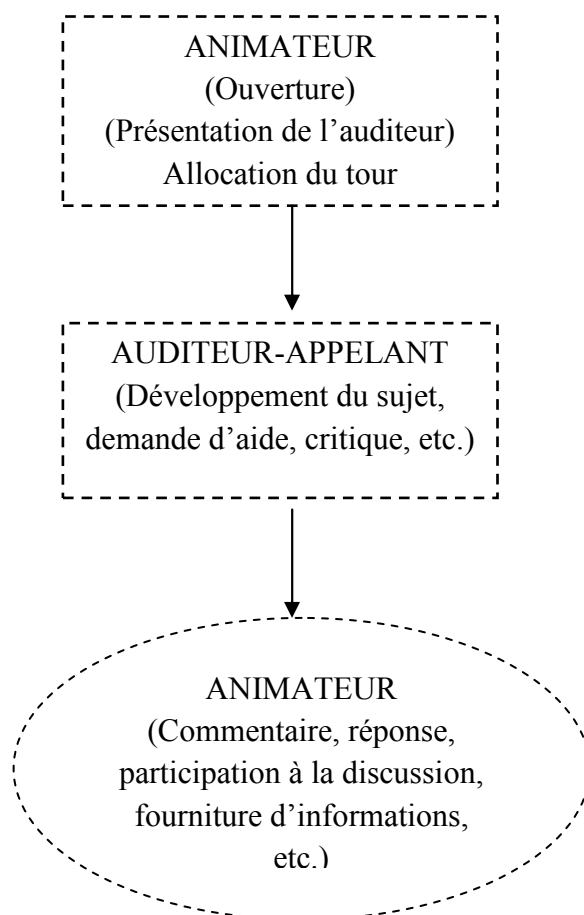 ANIMATEUR
(Ouverture)
(Présentation de l’auditeur)
Allocation du tour
AUDITEUR-APPELANT
(Développement du sujet,
demande d’aide, critique, etc.)
ANIMATEUR
(Commentaire, réponse,
participation à la discussion,
fourniture d’informations,
etc.)